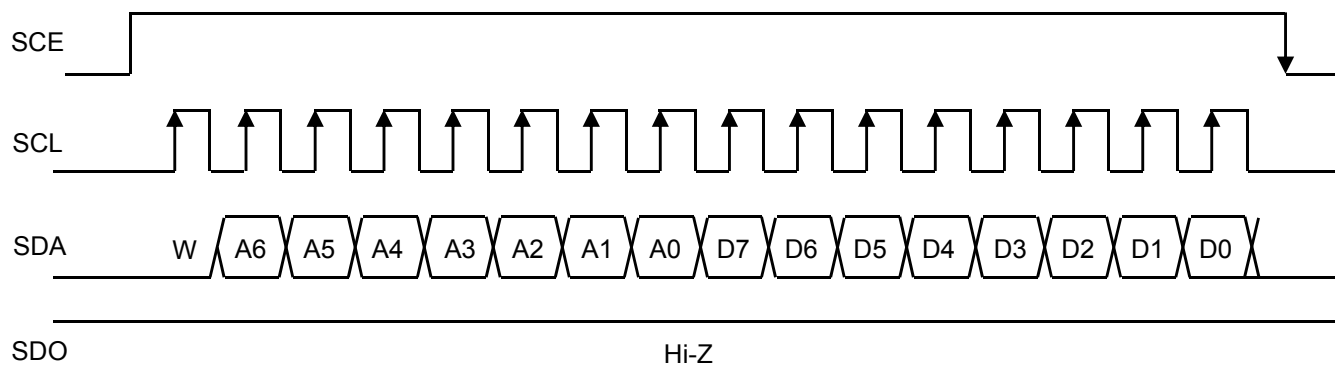 SCE
SCL
SDA W A6 A5 A4 A3 A2 A1 A0 D7 D6 D5 D4 D3 D2 D1 D0
SDO Hi-Z